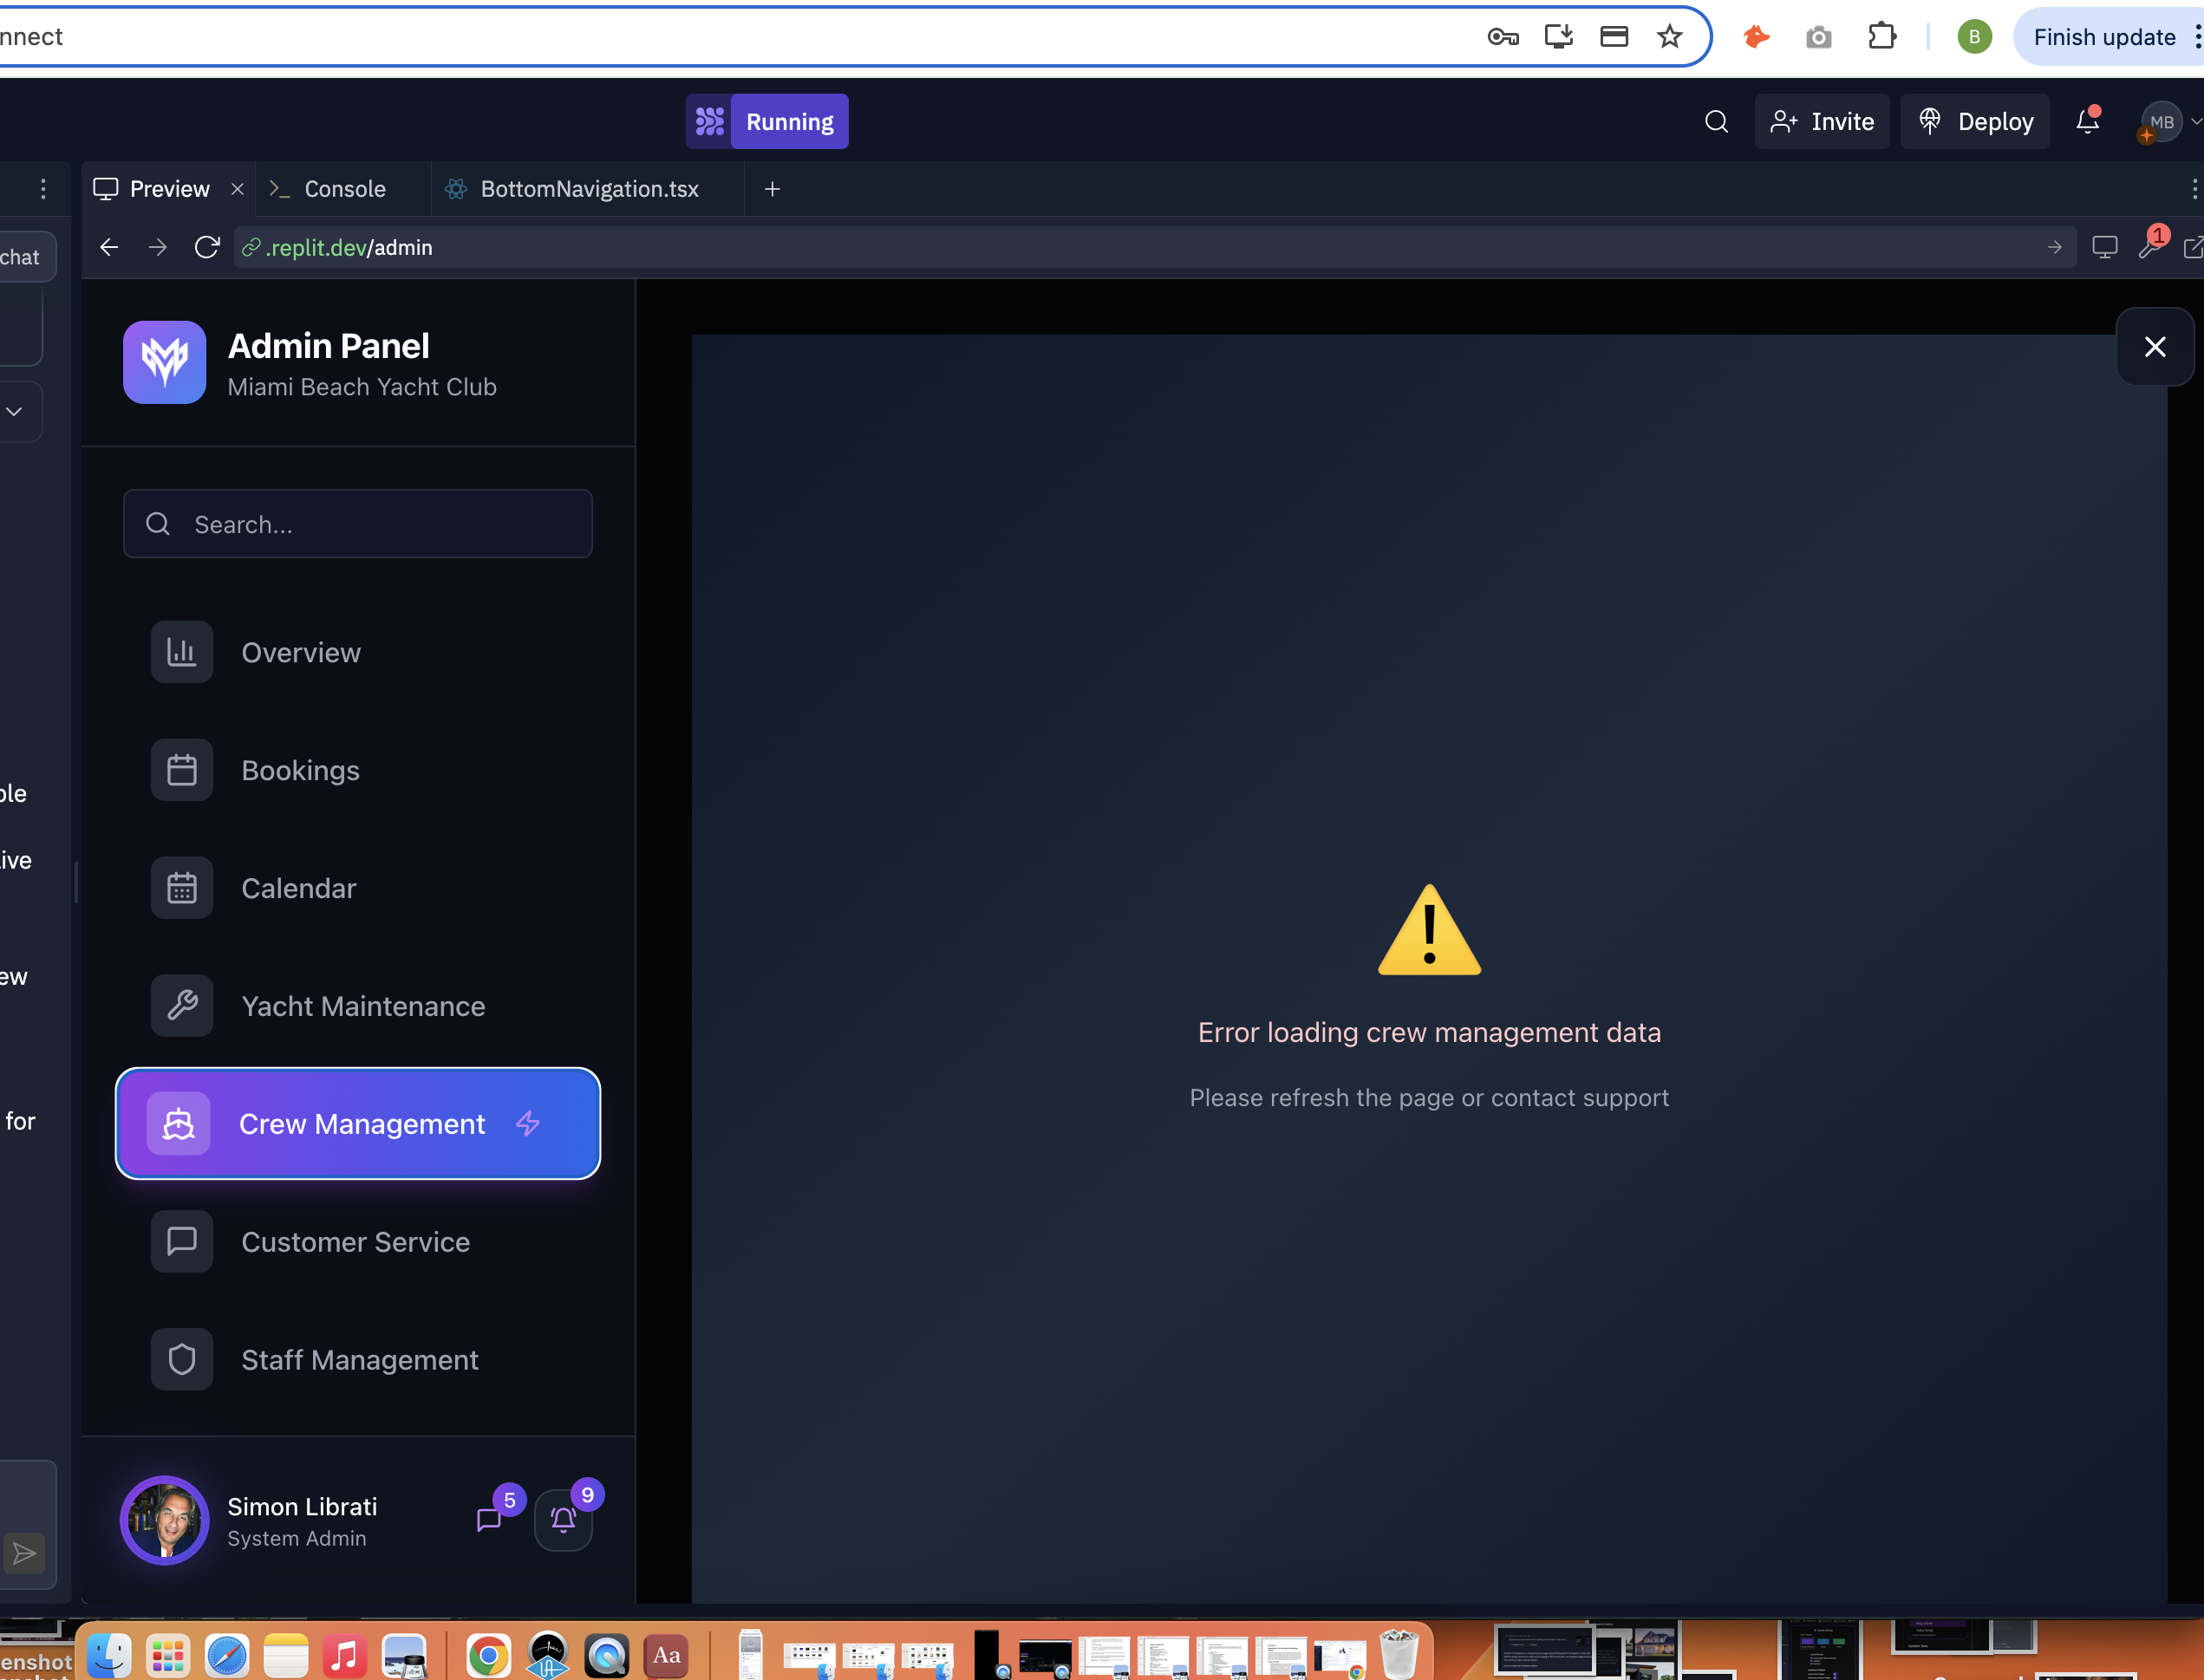 nnect
B
Finish update
Running
Invite
Deploy
MB
Preview
Console
BottomNavigation.tsx
chat
.replit.dev/admin
1
Admin Panel
Miami Beach Yacht Club
Search...
Overview
Bookings
ole
Calendar
ive
Yacht Maintenance
ew
Error loading crew management data
Please refresh the page or contact support
Crew Management
for
Customer Service
Staff Management
Simon Librati
System Admin
5
9
Aa
enshot